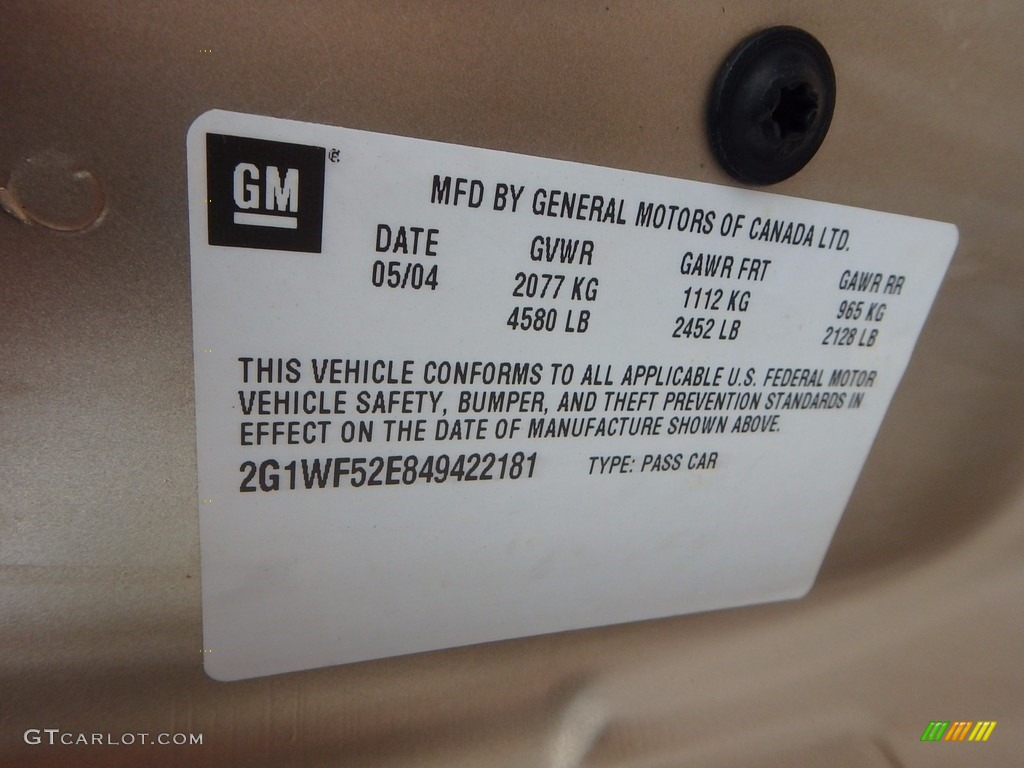 GM ®
MFD BY GENERAL MOTORS OF CANADA LTD.
DATE GVWR GAWR FRT GAWR RR
05/04 2077 KG 1112 KG 965 KG
4580 LB 2452 LB 2128 LB
THIS VEHICLE CONFORMS TO ALL APPLICABLE U.S. FEDERAL MOTOR
VEHICLE SAFETY, BUMPER, AND THEFT PREVENTION STANDARDS IN
EFFECT ON THE DATE OF MANUFACTURE SHOWN ABOVE.
2G1WF52E849422181 TYPE: PASS CAR
GTCARLOT.COM